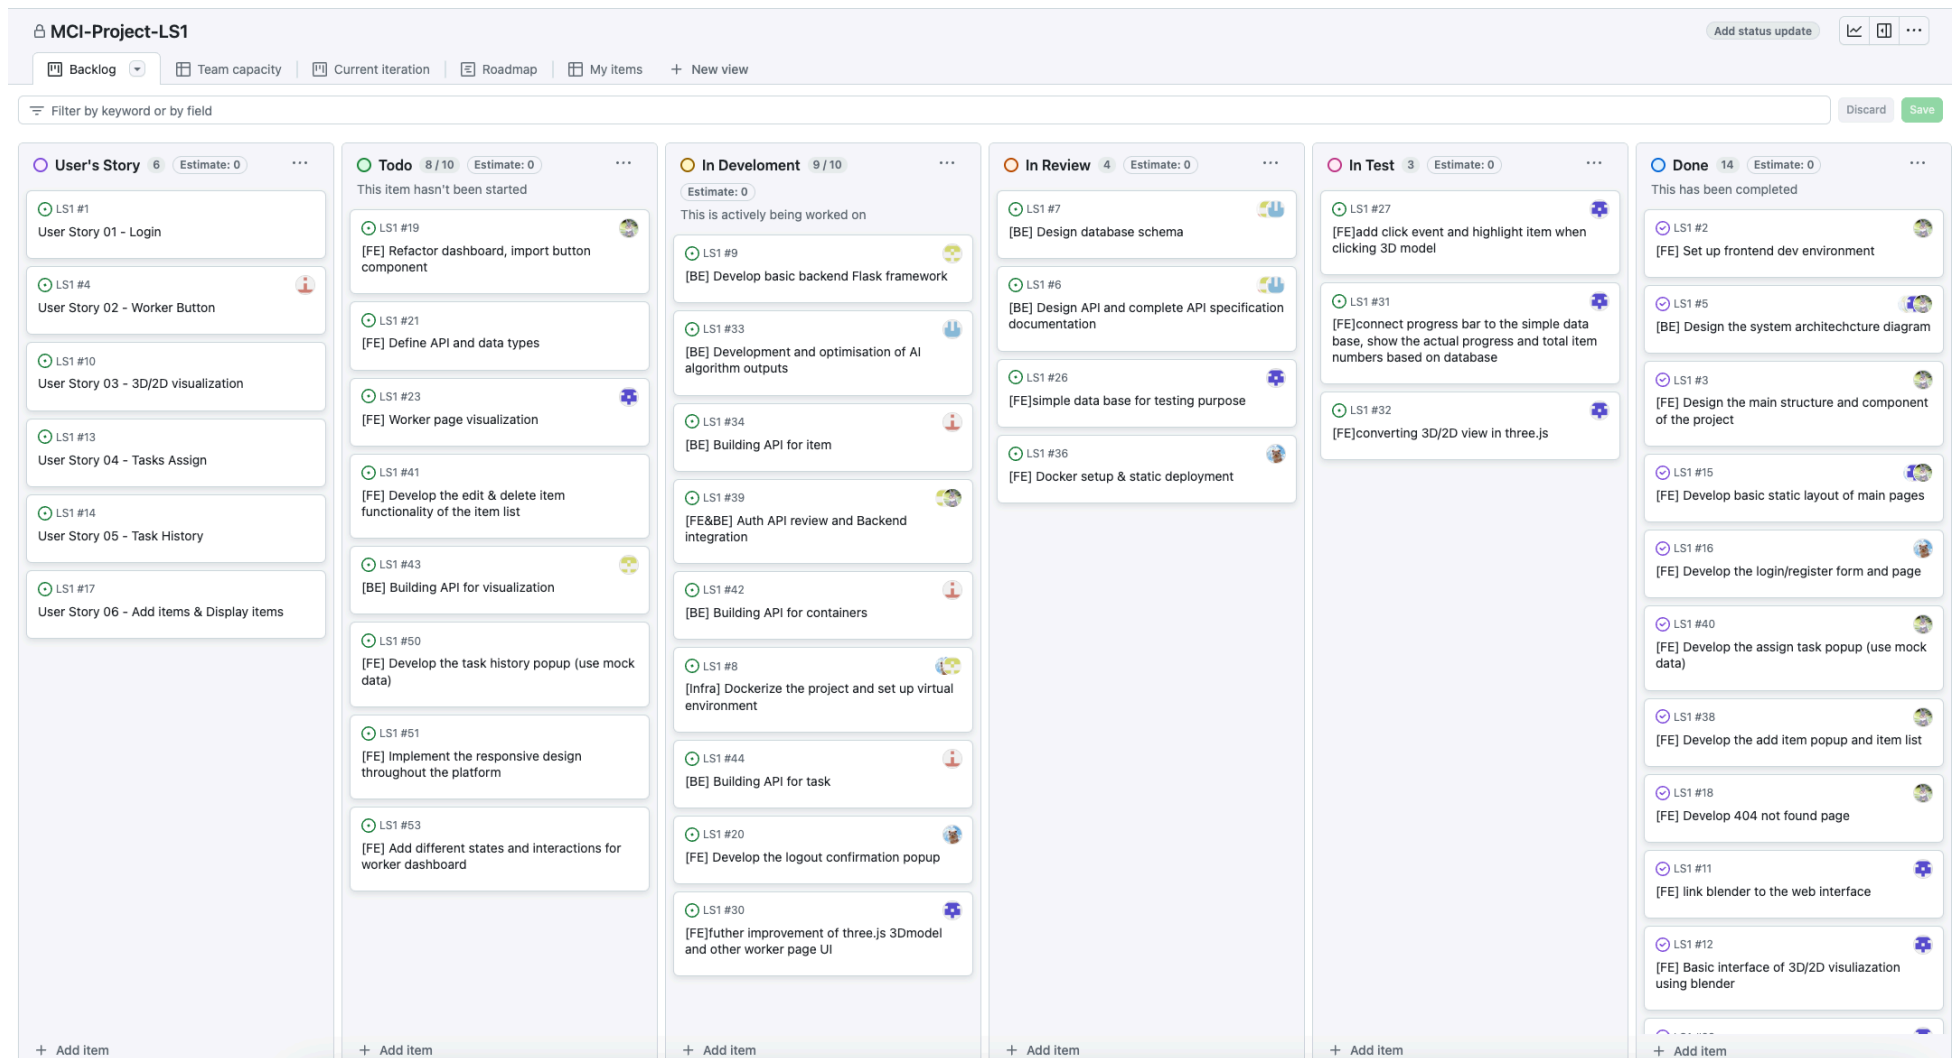 MCI-Project-LS1
Add status update
Backlog
Team capacity
Current iteration
Roadmap
My items
New view
Filter by keyword or by field
Discard
Save
User's Story 6 Estimate: 0
LS1 #1
User Story 01 - Login
LS1 #4
User Story 02 - Worker Button
LS1 #10
User Story 03 - 3D/2D visualization
LS1 #13
User Story 04 - Tasks Assign
LS1 #14
User Story 05 - Task History
LS1 #17
User Story 06 - Add items & Display items
Add item
Todo 8 / 10 Estimate: 0
This item hasn't been started
LS1 #19
[FE] Refactor dashboard, import button
component
LS1 #21
[FE] Define API and data types
LS1 #23
[FE] Worker page visualization
LS1 #41
[FE] Develop the edit & delete item
functionality of the item list
LS1 #43
[BE] Building API for visualization
LS1 #50
[FE] Develop the task history popup (use mock
data)
LS1 #51
[FE] Implement the responsive design
throughout the platform
LS1 #53
[FE] Add different states and interactions for
worker dashboard
Add item
In Develoment 9 / 10
Estimate: 0
This is actively being worked on
LS1 #9
[BE] Develop basic backend Flask framework
LS1 #33
[BE] Development and optimisation of AI
algorithm outputs
LS1 #34
[BE] Building API for item
LS1 #39
[FE&BE] Auth API review and Backend
integration
LS1 #42
[BE] Building API for containers
LS1 #8
[Infra] Dockerize the project and set up virtual
environment
LS1 #44
[BE] Building API for task
LS1 #20
[FE] Develop the logout confirmation popup
LS1 #30
[FE]futher improvement of three.js 3Dmodel
and other worker page UI
Add item
In Review 4 Estimate: 0
LS1 #7
[BE] Design database schema
LS1 #6
[BE] Design API and complete API specification
documentation
LS1 #26
[FE]simple data base for testing purpose
LS1 #36
[FE] Docker setup & static deployment
Add item
In Test 3 Estimate: 0
LS1 #27
[FE]add click event and highlight item when
clicking 3D model
LS1 #31
[FE]connect progress bar to the simple data
base, show the actual progress and total item
numbers based on database
LS1 #32
[FE]converting 3D/2D view in three.js
Add item
Done 14 Estimate: 0
This has been completed
LS1 #2
[FE] Set up frontend dev environment
LS1 #5
[BE] Design the system architechcture diagram
LS1 #3
[FE] Design the main structure and component
of the project
LS1 #15
[FE] Develop basic static layout of main pages
LS1 #16
[FE] Develop the login/register form and page
LS1 #40
[FE] Develop the assign task popup (use mock
data)
LS1 #38
[FE] Develop the add item popup and item list
LS1 #18
[FE] Develop 404 not found page
LS1 #11
[FE] link blender to the web interface
LS1 #12
[FE] Basic interface of 3D/2D visuliazation
using blender
Add item